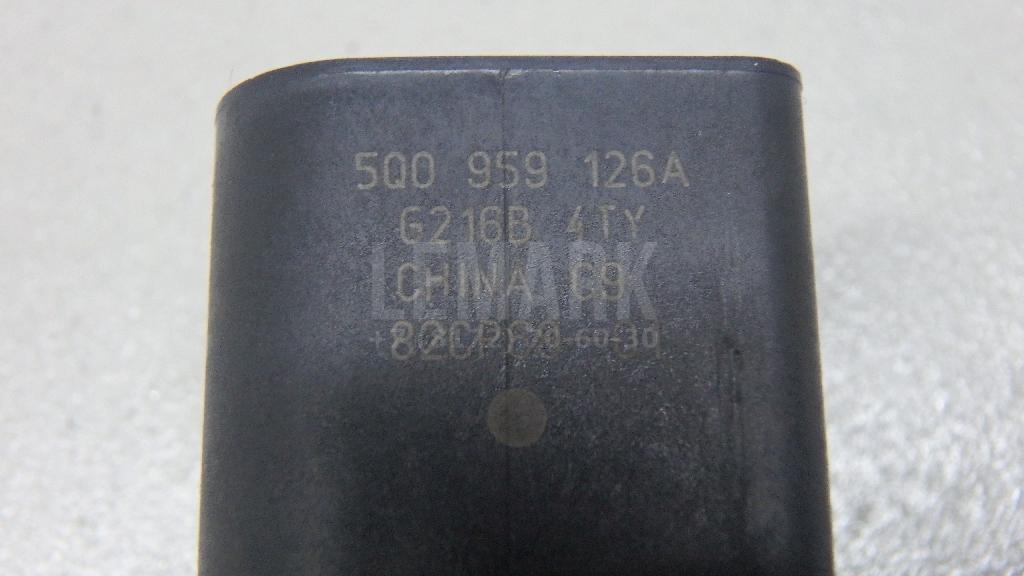 5Q0 959 126A
G216B 4TY
CHINA C9
LEMARK